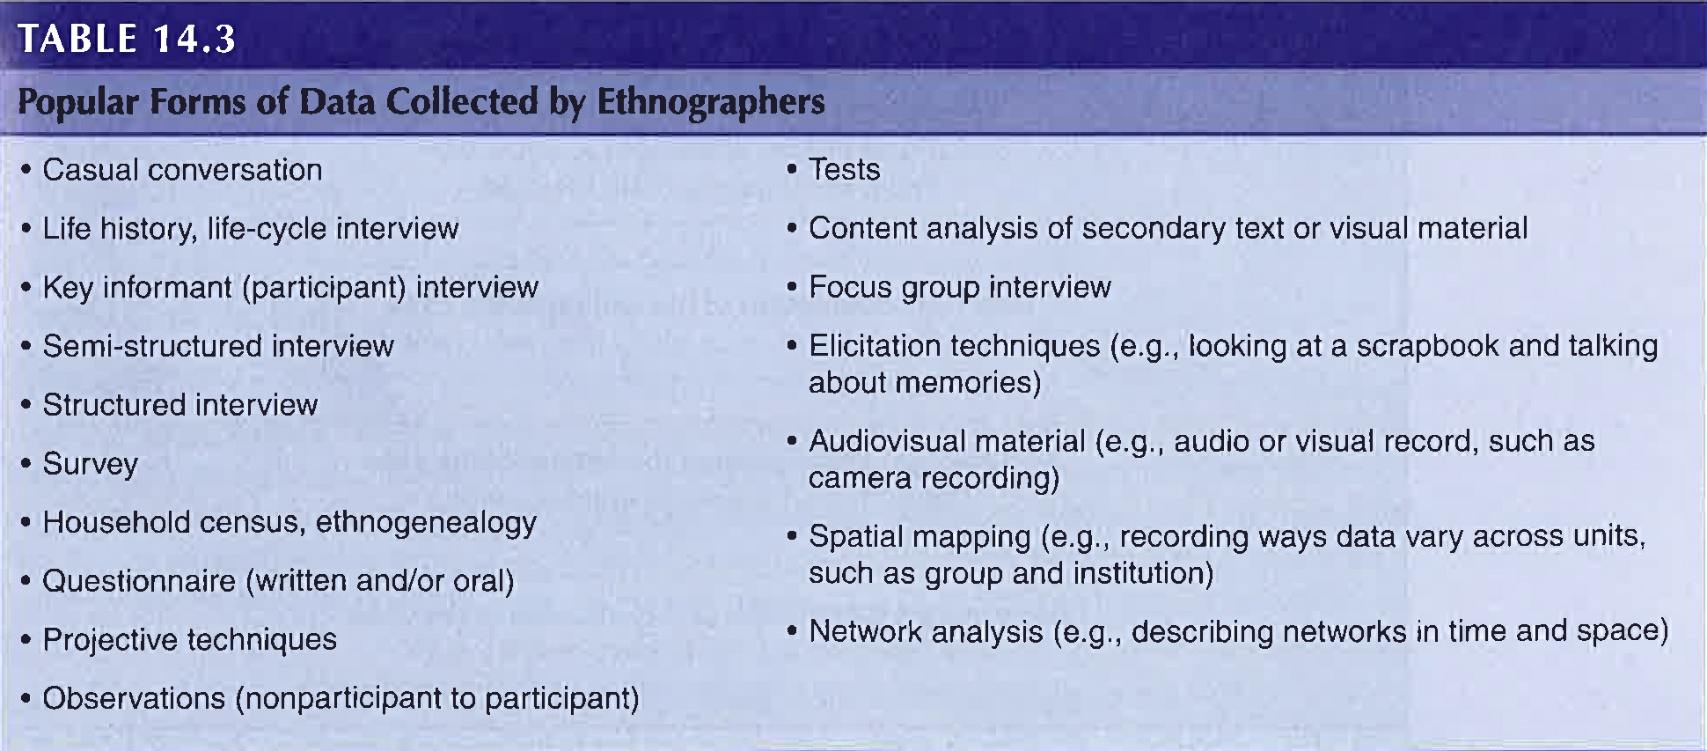 TABLE 14.3
Popular Forms of Data Collected by Ethnographers
• Casual conversation
• Life history, life-cycle interview
• Key informant (participant) interview
• Semi-structured interview
• Structured interview
• Survey
• Household census, ethnogenealogy
• Questionnaire (written and/or oral)
• Projective techniques
• Observations (nonparticipant to participant)
• Tests
• Content analysis of secondary text or visual material
• Focus group interview
• Elicitation techniques (e.g., looking at a scrapbook and talking
about memories)
• Audiovisual material (e.g., audio or visual record, such as
camera recording)
• Spatial mapping (e.g., recording ways data vary across units,
such as group and institution)
• Network analysis (e.g., describing networks in time and space)